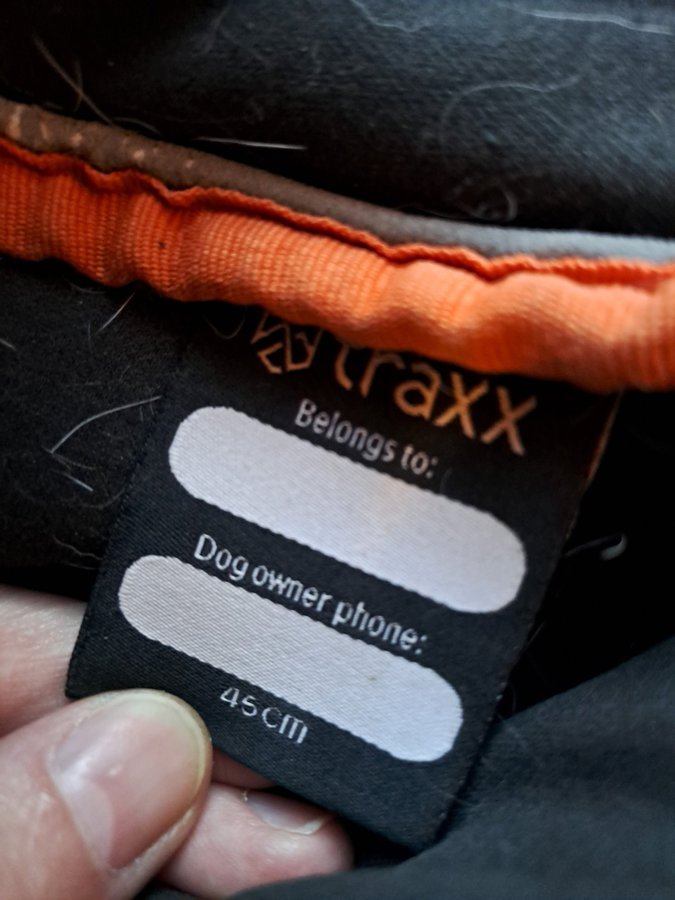 traxx
Belongs to:
Dog owner phone:
45cm